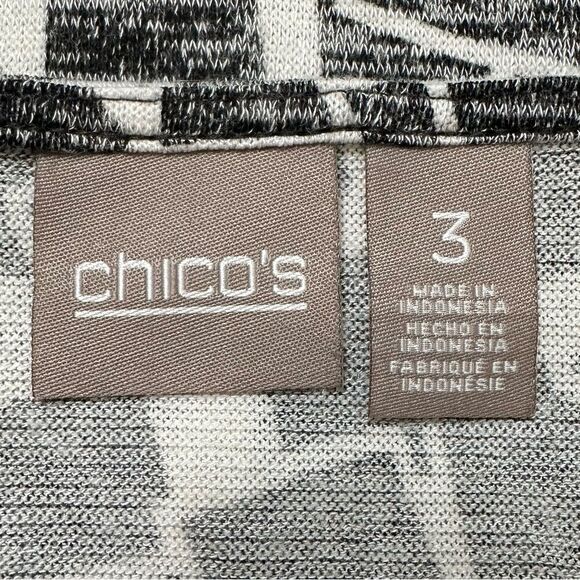 chico's
3
MADE IN
INDONESIA
HECHO EN
INDONESIA
FABRIQUÉ EN
INDONÉSIE